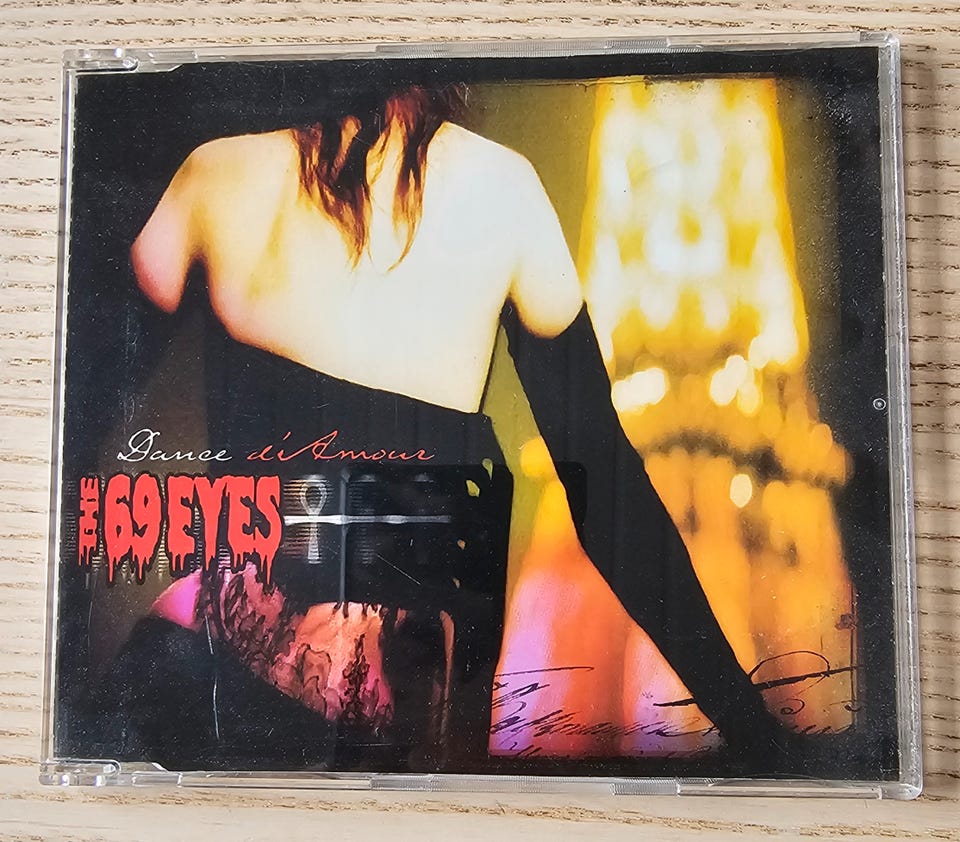 Dance d'Amour
THE 69 EYES